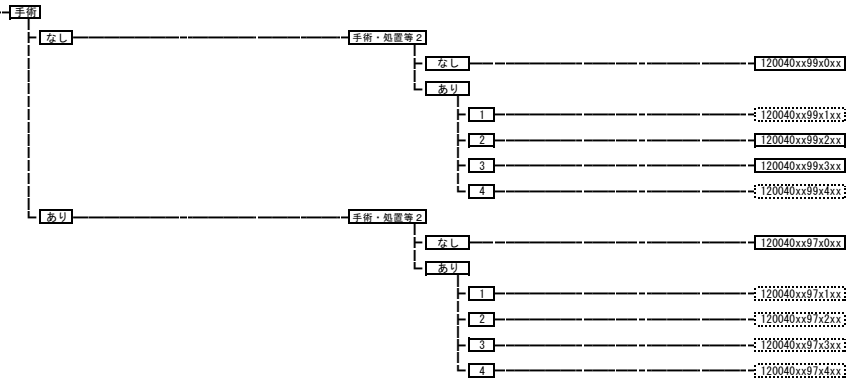 手術
なし 手術・処置等2
なし 120040xx99x0xx
あり
1 120040xx99x1xx
2 120040xx99x2xx
3 120040xx99x3xx
4 120040xx99x4xx
あり 手術・処置等2
なし 120040xx97x0xx
あり
1 120040xx97x1xx
2 120040xx97x2xx
3 120040xx97x3xx
4 120040xx97x4xx